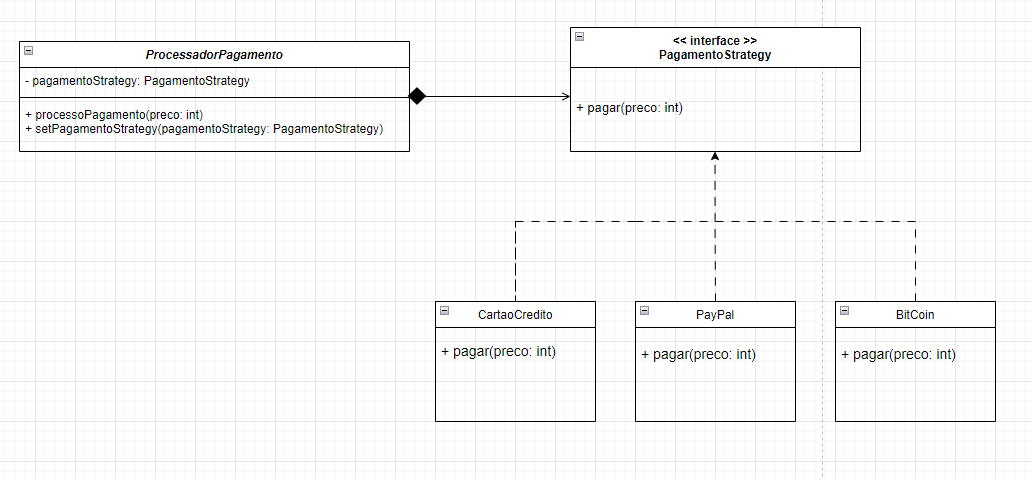 ProcessadorPagamento
- pagamentoStrategy: PagamentoStrategy
+ processoPagamento(preco: int)
+ setPagamentoStrategy(pagamentoStrategy: PagamentoStrategy)
<< interface >>
PagamentoStrategy
+ pagar(preco: int)
CartaoCredito
+ pagar(preco: int)
PayPal
+ pagar(preco: int)
BitCoin
+ pagar(preco: int)